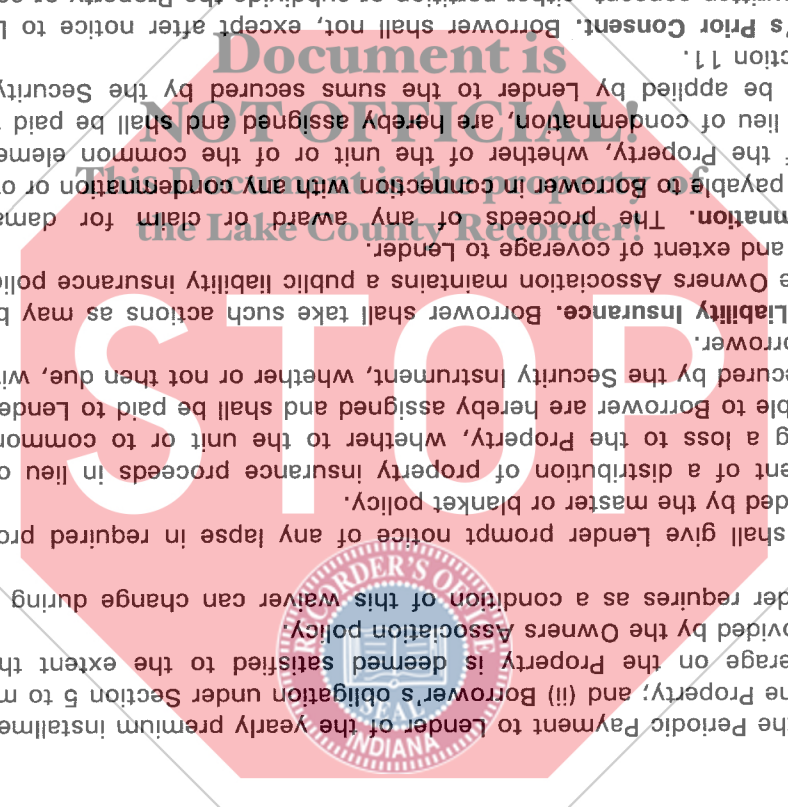 Document is
NOT OFFICIAL!
This Document is the property of
the Lake County Recorder!
STOP
RECORDER'S OFFICE
SEAL
INDIANA
the Periodic Payment to Lender of the yearly premium installme
he Property; and (ii) Borrower's obligation under Section 5 to m
erage on the Property is deemed satisfied to the extent th
ovided by the Owners Association policy.
der requires as a condition of this waiver can change during
shall give Lender prompt notice of any lapse in required pro
ded by the master or blanket policy.
ent of a distribution of property insurance proceeds in lieu o
g a loss to the Property, whether to the unit or to common
ble to Borrower are hereby assigned and shall be paid to Lende
cured by the Security Instrument, whether or not then due, wi
orrower.
Liability Insurance. Borrower shall take such actions as may b
e Owners Association maintains a public liability insurance polic
and extent of coverage to Lender.
mnation. The proceeds of any award or claim for dama
payable to Borrower in connection with any condemnation or o
f the Property, whether of the unit or of the common eleme
lieu of condemnation, are hereby assigned and shall be paid
be applied by Lender to the sums secured by the Security
ction 11.
's Prior Consent. Borrower shall not, except after notice to L